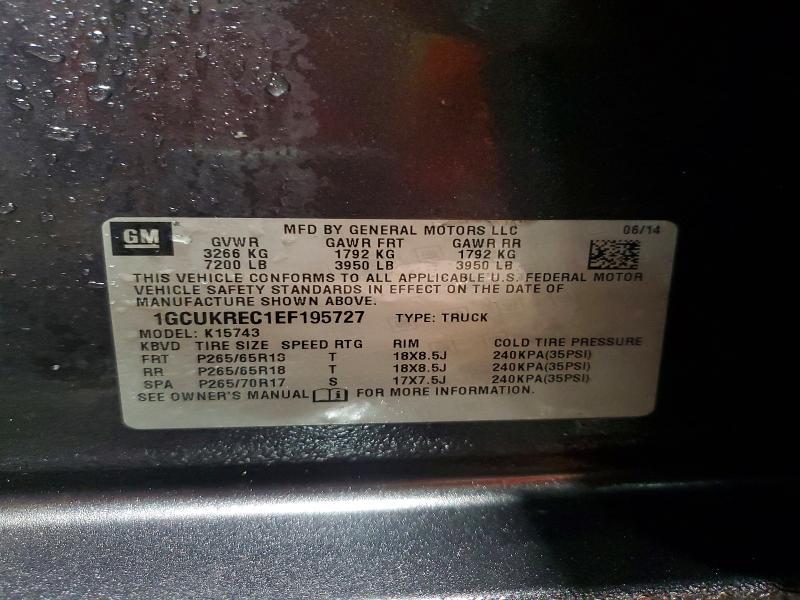 GM MFD BY GENERAL MOTORS LLC 06/14
GVWR GAWR FRT GAWR RR
3266 KG 1792 KG 1792 KG
7200 LB 3950 LB 3950 LB
THIS VEHICLE CONFORMS TO ALL APPLICABLE U.S. FEDERAL MOTOR
VEHICLE SAFETY STANDARDS IN EFFECT ON THE DATE OF
MANUFACTURE SHOWN ABOVE.
1GCUKREC1EF195727 TYPE: TRUCK
MODEL: K15743
KBVD TIRE SIZE SPEED RTG RIM COLD TIRE PRESSURE
FRT P265/65R18 T 18X8.5J 240KPA(35PSI)
RR P265/65R18 T 18X8.5J 240KPA(35PSI)
SPA P265/70R17 S 17X7.5J 240KPA(35PSI)
SEE OWNER'S MANUAL FOR MORE INFORMATION.